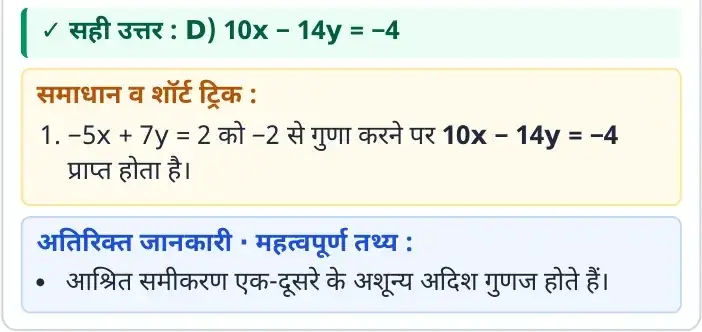 ✓ सही उत्तर : D) 10x − 14y = −4
समाधान व शॉर्ट ट्रिक :
1. −5x + 7y = 2 को −2 से गुणा करने पर 10x − 14y = −4
प्राप्त होता है।
अतिरिक्त जानकारी · महत्वपूर्ण तथ्य :
• आश्रित समीकरण एक-दूसरे के अशून्य अदिश गुणज होते हैं।